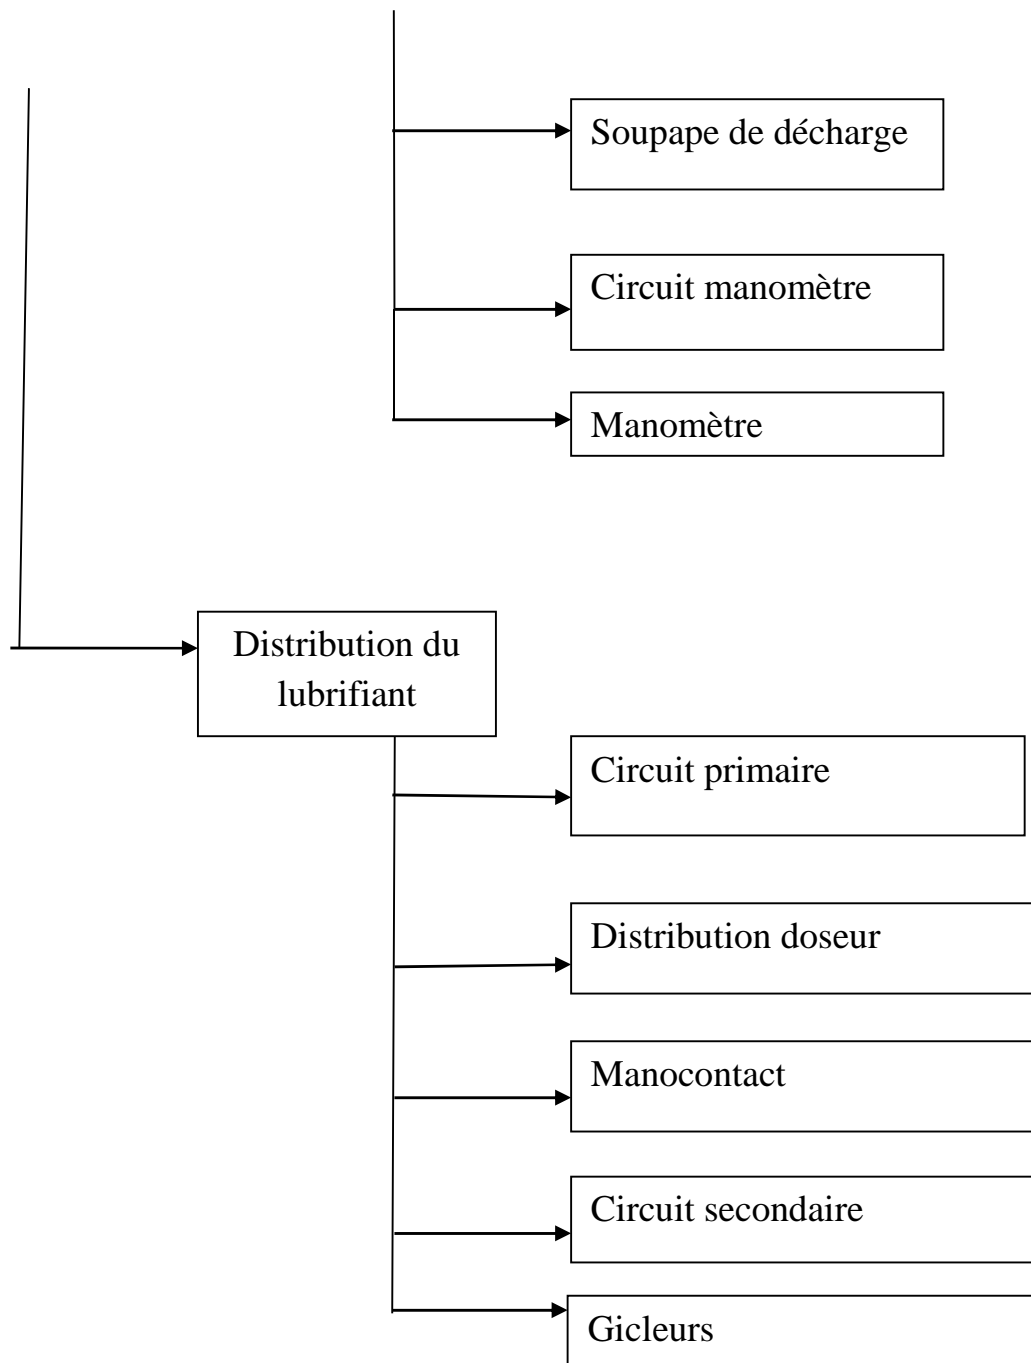 Soupape de décharge
Circuit manomètre
Manomètre
Distribution du
lubrifiant
Circuit primaire
Distribution doseur
Manocontact
Circuit secondaire
Gicleurs